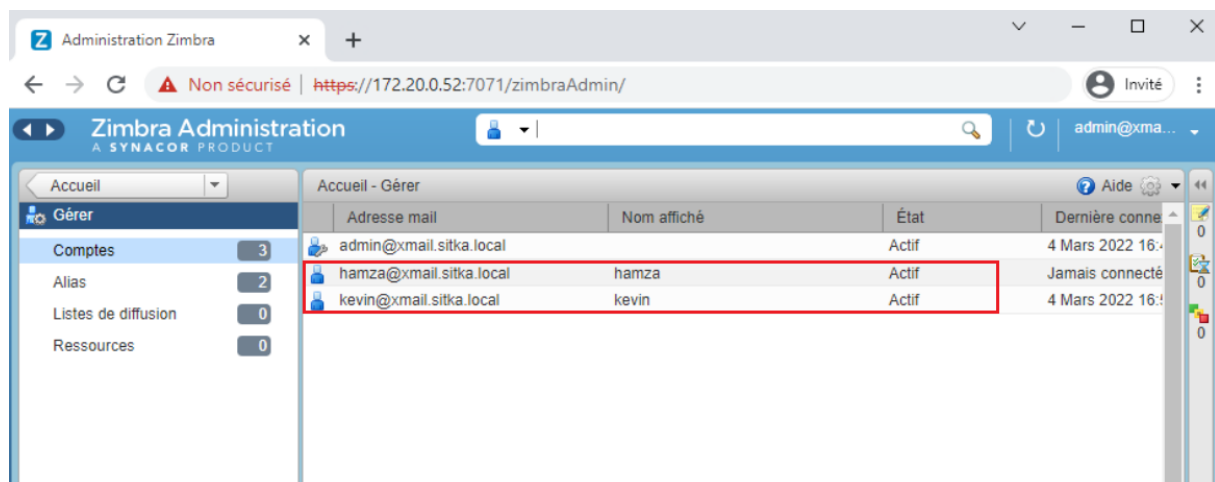 Administration Zimbra
Non sécurisé https://172.20.0.52:7071/zimbraAdmin/ Invité
Zimbra Administration admin@xma...
A SYNACOR PRODUCT
Accueil Accueil - Gérer Aide
Gérer Adresse mail Nom affiché État Dernière conne
0
Comptes 3 admin@xmail.sitka.local Actif 4 Mars 2022 16:
Alias 2 hamza@xmail.sitka.local hamza Actif Jamais connecté
0
kevin@xmail.sitka.local kevin Actif 4 Mars 2022 16:
Listes de diffusion 0
Ressources 0
0